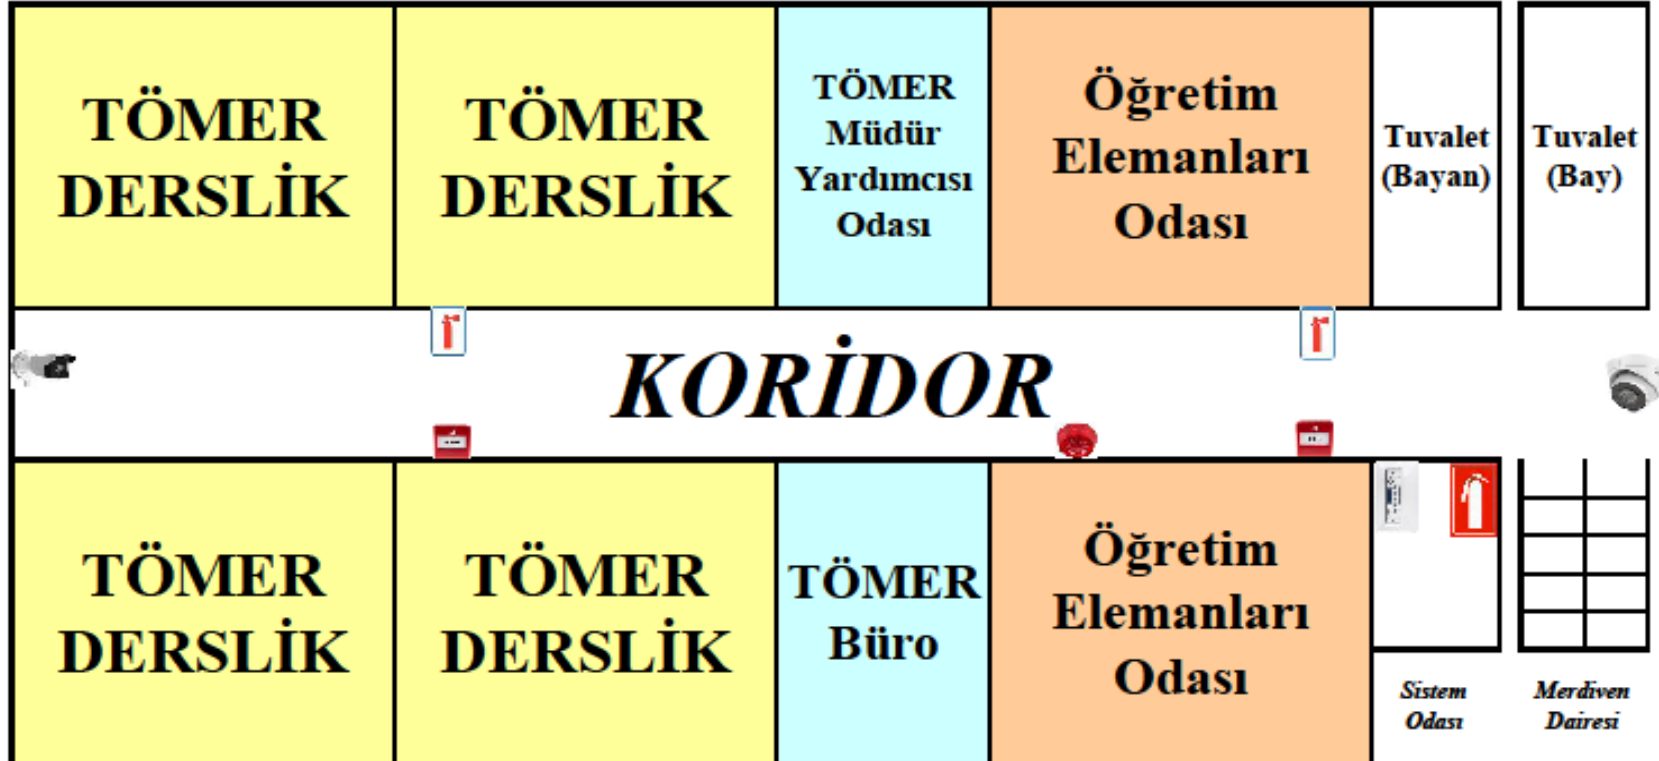 TÖMER
DERSLİK
TÖMER
DERSLİK
TÖMER
Müdür
Yardımcısı
Odası
Öğretim
Elemanları
Odası
Tuvalet
(Bayan)
Tuvalet
(Bay)
KORİDOR
TÖMER
DERSLİK
TÖMER
DERSLİK
TÖMER
Büro
Öğretim
Elemanları
Odası
Sistem
Odası
Merdiven
Dairesi